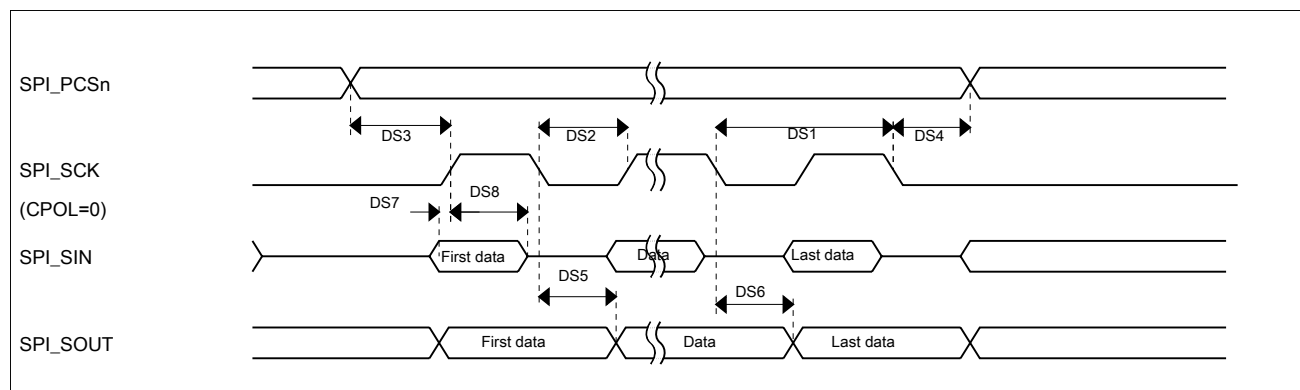 SPI_PCSn
DS3
DS2
DS1
DS4
SPI_SCK
(CPOL=0)
DS7
DS8
SPI_SIN
First data
Data
Last data
DS5
DS6
SPI_SOUT
First data
Data
Last data